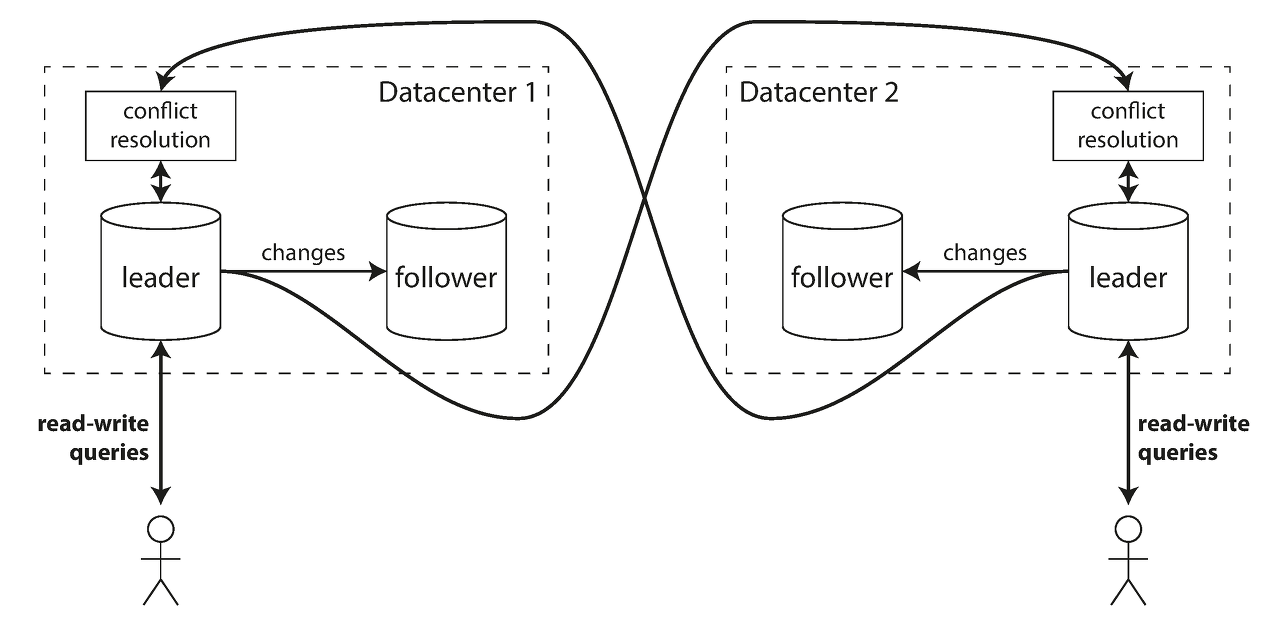 Datacenter 1
conflict
resolution
leader
changes
follower
read-write
queries
Datacenter 2
conflict
resolution
follower
changes
leader
read-write
queries